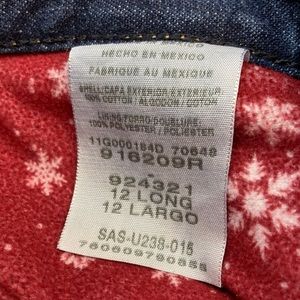 HECHO EN MEXICO
FABRIQUE AU MEXIQUE
SHELL/CAPA EXTERIOR/EXTERIEUR:
100% COTTON / ALGODON / COTON
LINING/FORRO/DOUBLURE:
100% POLYESTER / POLIESTER
11G000184D 70648
916209R
-
924321
12 LONG
12 LARGO
SAS-U238-015